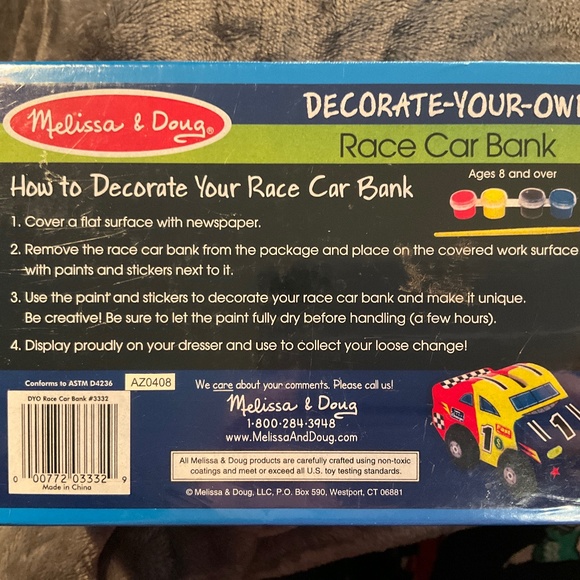 Melissa & Doug®
DECORATE-YOUR-OWN
Race Car Bank
Ages 8 and over
How to Decorate Your Race Car Bank
1. Cover a flat surface with newspaper.
2. Remove the race car bank from the package and place on the covered work surface
with paints and stickers next to it.
3. Use the paint and stickers to decorate your race car bank and make it unique.
Be creative! Be sure to let the paint fully dry before handling (a few hours).
4. Display proudly on your dresser and use to collect your loose change!
Conforms to ASTM D4236
AZ0408
DYO Race Car Bank #3332
0 00772 03332 9
Made in China
We care about your comments. Please call us!
Melissa & Doug
1-800-284-3948
www.MelissaAndDoug.com
All Melissa & Doug products are carefully crafted using non-toxic
coatings and meet or exceed all U.S. toy testing standards.
© Melissa & Doug, LLC, P.O. Box 590, Westport, CT 06881
1
1